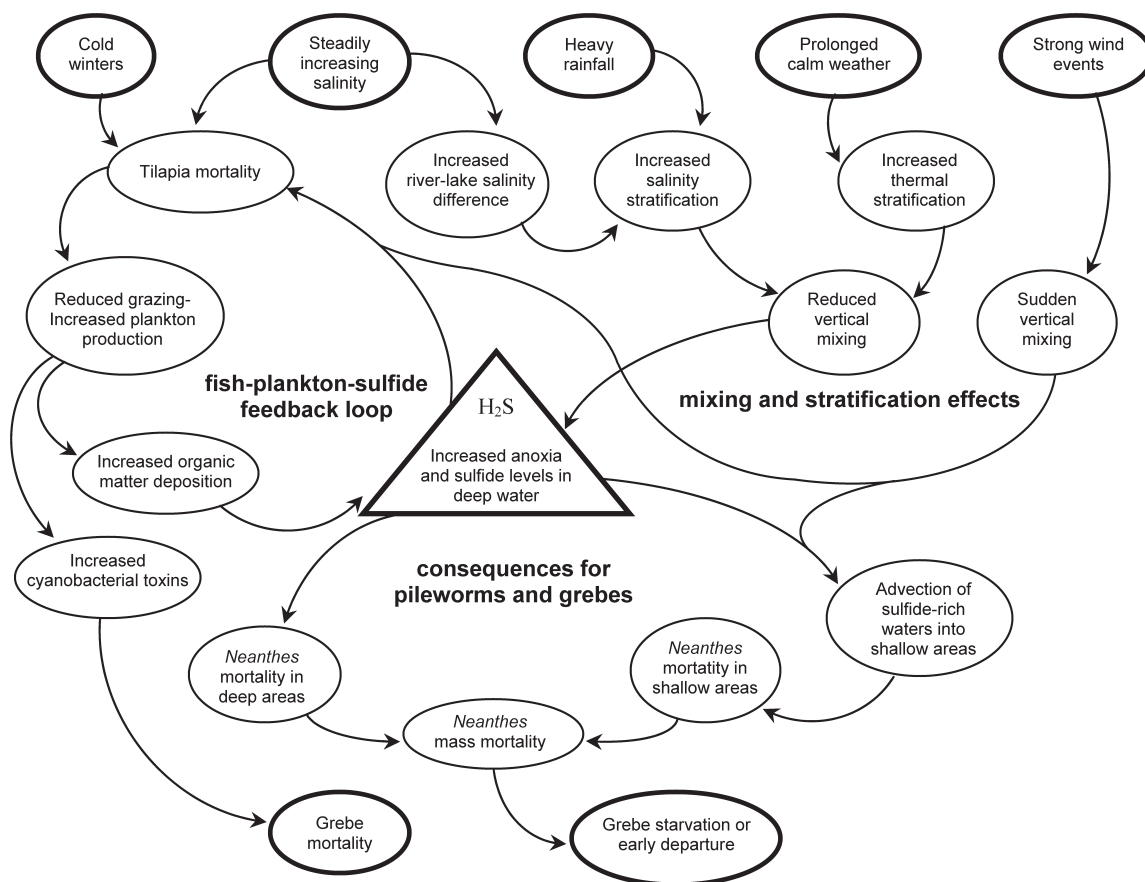 Cold
winters
Steadily
increasing
salinity
Heavy
rainfall
Prolonged
calm weather
Strong wind
events
Tilapia mortality
Increased
river-lake salinity
difference
Increased
salinity
stratification
Increased
thermal
stratification
Reduced grazing-
Increased plankton
production
Reduced
vertical
mixing
Sudden
vertical
mixing
fish-plankton-sulfide
feedback loop
mixing and stratification effects
H₂S
Increased anoxia
and sulfide levels in
deep water
Increased organic
matter deposition
Increased
cyanobacterial toxins
consequences for
pileworms and grebes
Advection of
sulfide-rich
waters into
shallow areas
Neanthes
mortality in
deep areas
Neanthes
mortatity in
shallow areas
Neanthes
mass mortality
Grebe
mortality
Grebe starvation or
early departure